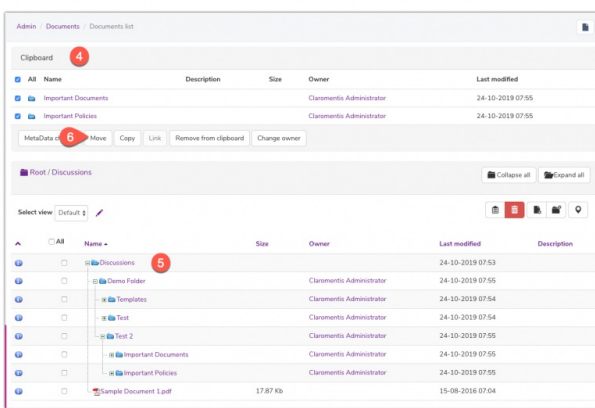 Admin / Documents / Documents list
Clipboard 4
All Name Description Size Owner Last modified
Important Documents Claromentis Administrator 24-10-2019 07:55
Important Policies Claromentis Administrator 24-10-2019 07:55
MetaData c 6 Move Copy Link Remove from clipboard Change owner
Root / Discussions Collapse all Expand all
Select view Default
All Name Size Owner Last modified Description
Discussions 5 24-10-2019 07:53
Demo Folder Claromentis Administrator 24-10-2019 07:55
Templates Claromentis Administrator 24-10-2019 07:54
Test Claromentis Administrator 24-10-2019 07:54
Test 2 Claromentis Administrator 24-10-2019 07:55
Important Documents Claromentis Administrator 24-10-2019 07:55
Important Policies Claromentis Administrator 24-10-2019 07:55
Sample Document 1.pdf 17.87 Kb 15-08-2016 07:04